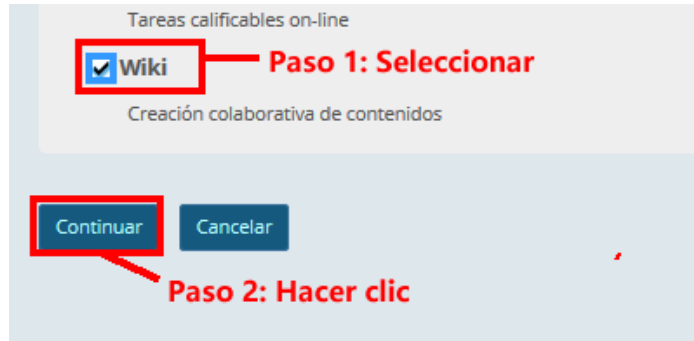 Tareas calificables on-line
Wiki
Paso 1: Seleccionar
Creación colaborativa de contenidos
Continuar
Cancelar
Paso 2: Hacer clic